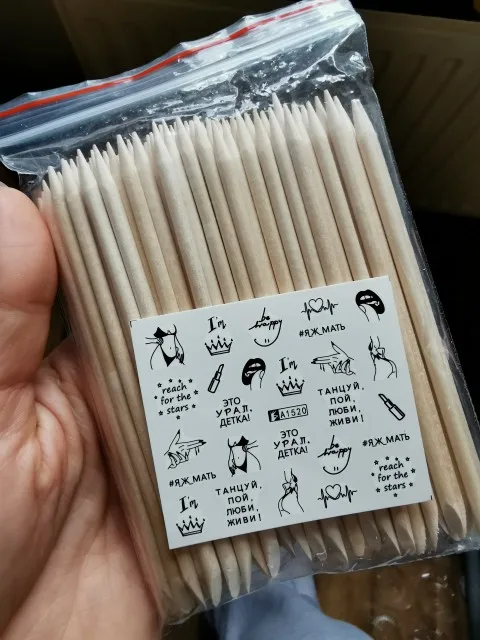 I'm
be
happy
#ЯЖ_МАТЬ
reach
for the
stars
ЭТО
УРАЛ,
ДЕТКА!
I'm
F A1520
ТАНЦУЙ,
ПОЙ,
ЛЮБИ,
ЖИВИ!
#ЯЖ_МАТЬ
ЭТО
УРАЛ,
ДЕТКА!
be
happy
#ЯЖ_МАТЬ
I'm
ТАНЦУЙ,
ПОЙ,
ЛЮБИ,
ЖИВИ!
reach
for the
stars